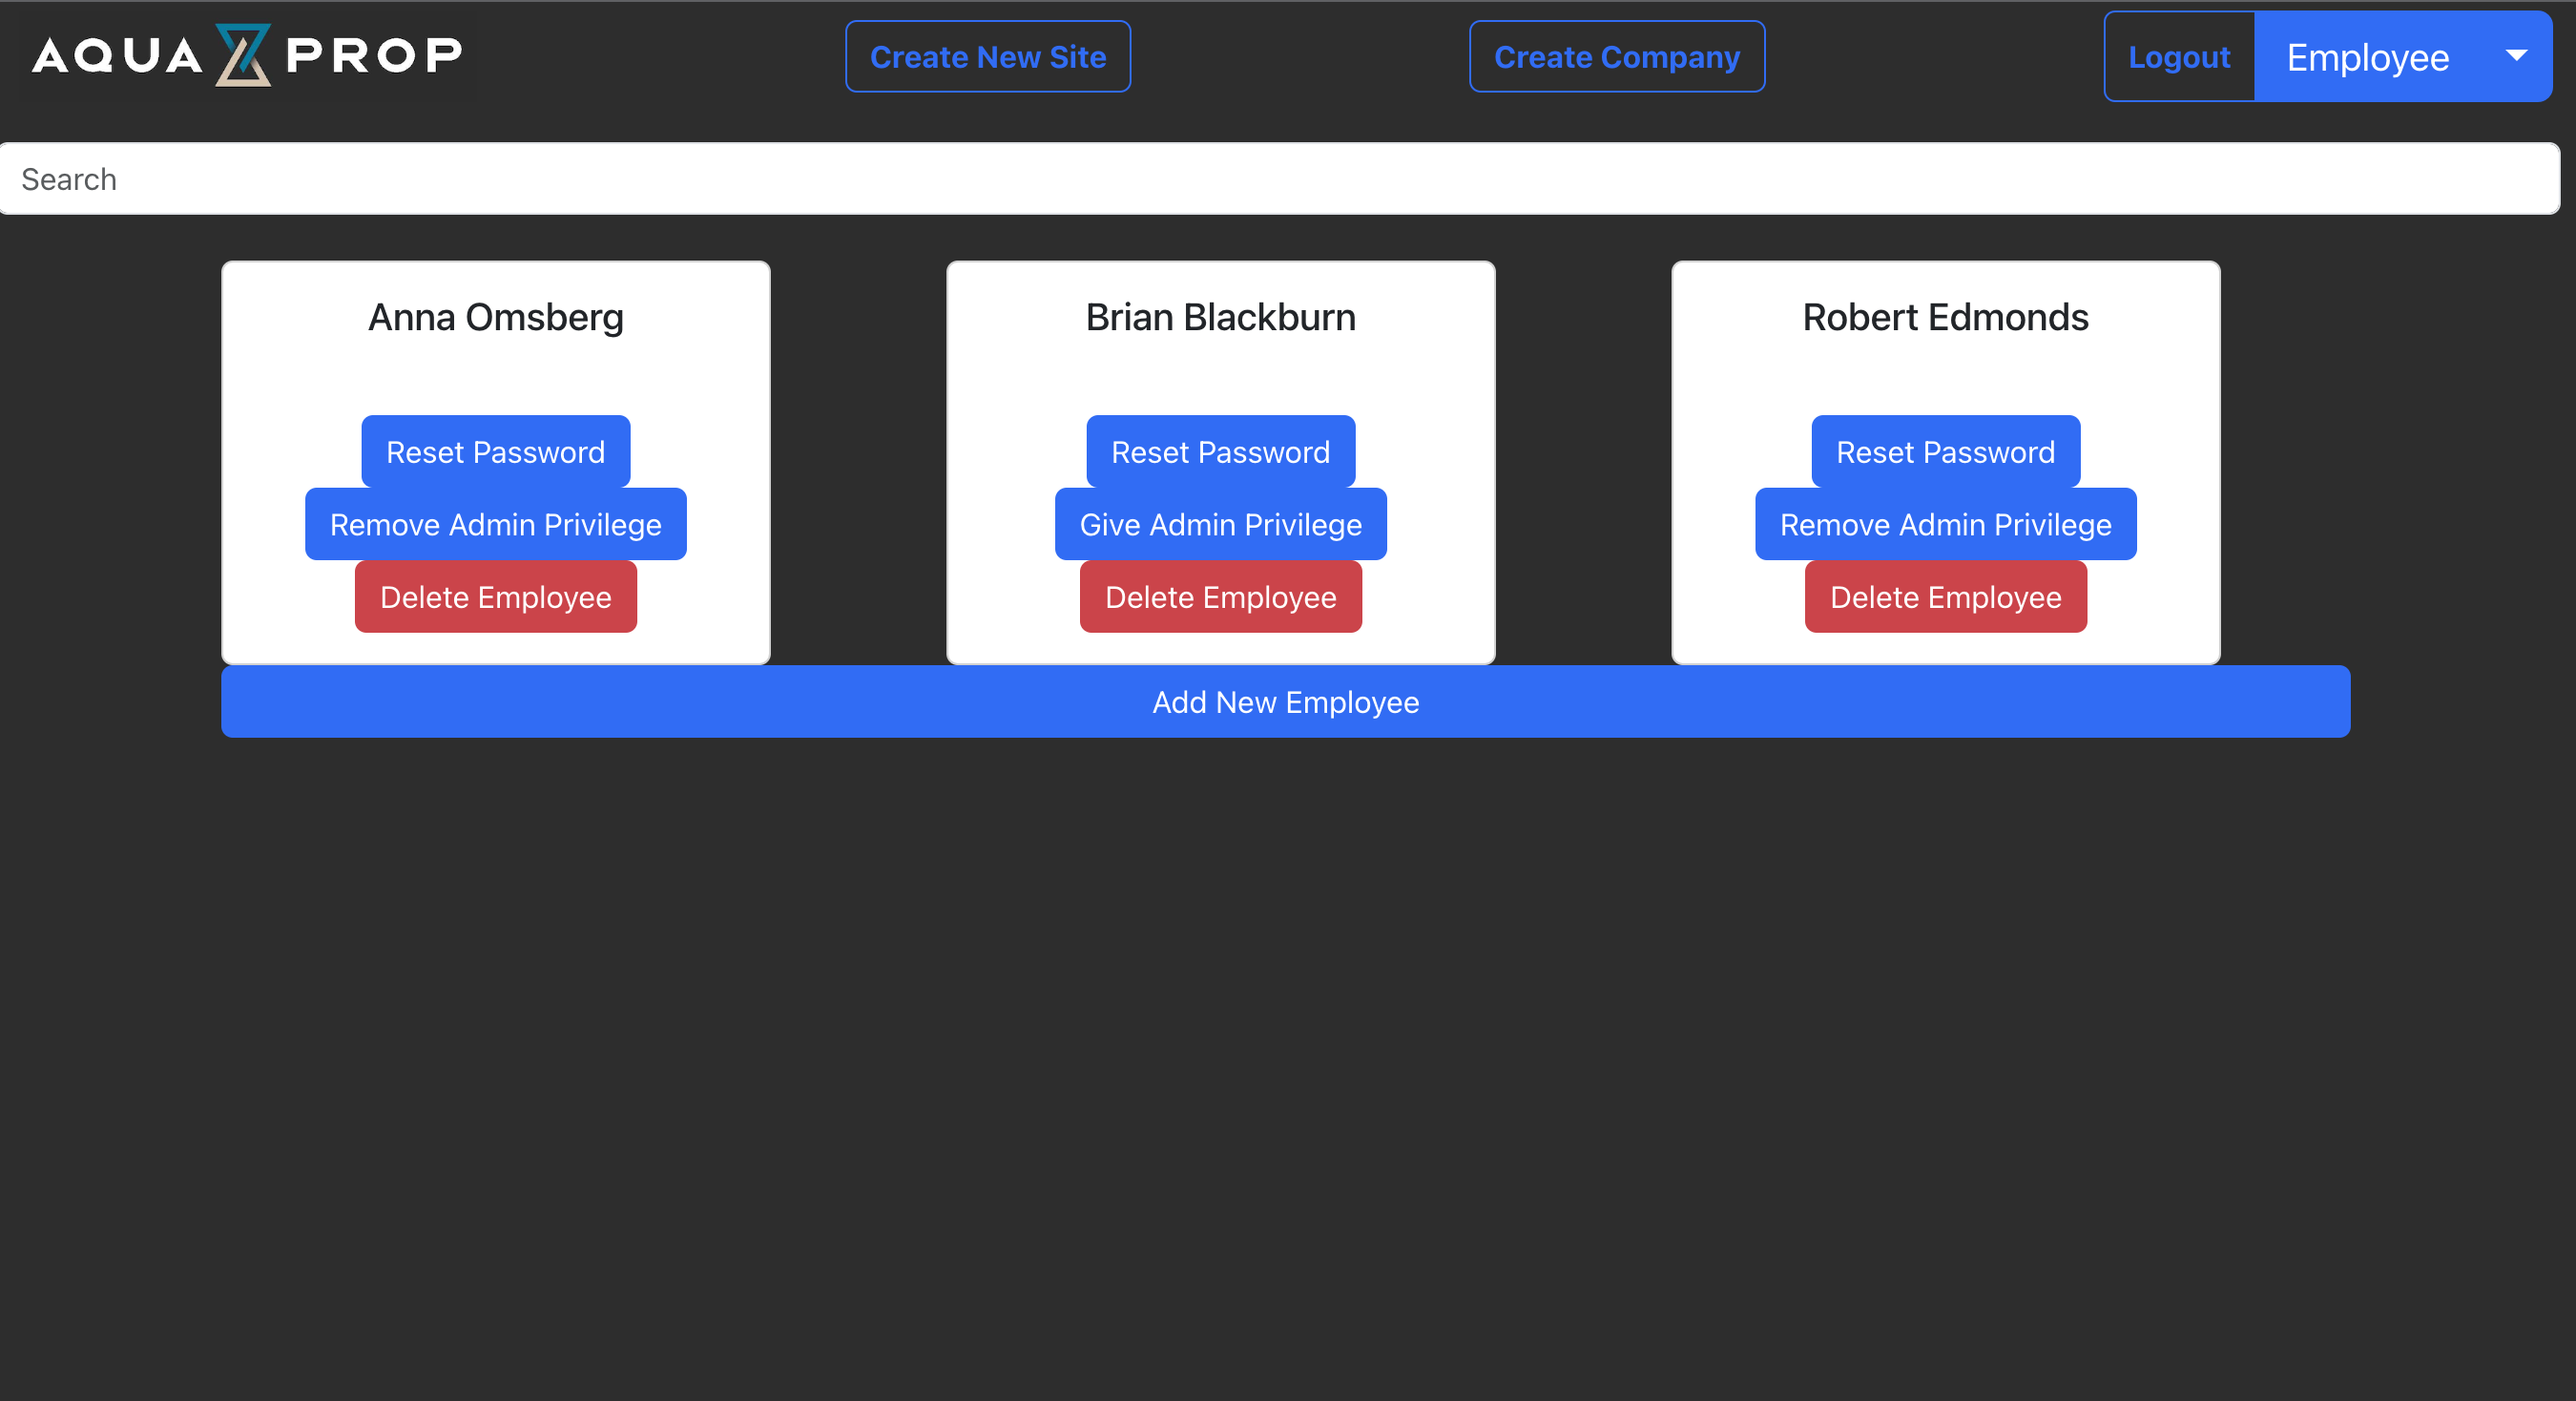 AQUA PROP
Create New Site
Create Company
Logout
Employee
Search
Anna Omsberg
Reset Password
Remove Admin Privilege
Delete Employee
Brian Blackburn
Reset Password
Give Admin Privilege
Delete Employee
Robert Edmonds
Reset Password
Remove Admin Privilege
Delete Employee
Add New Employee